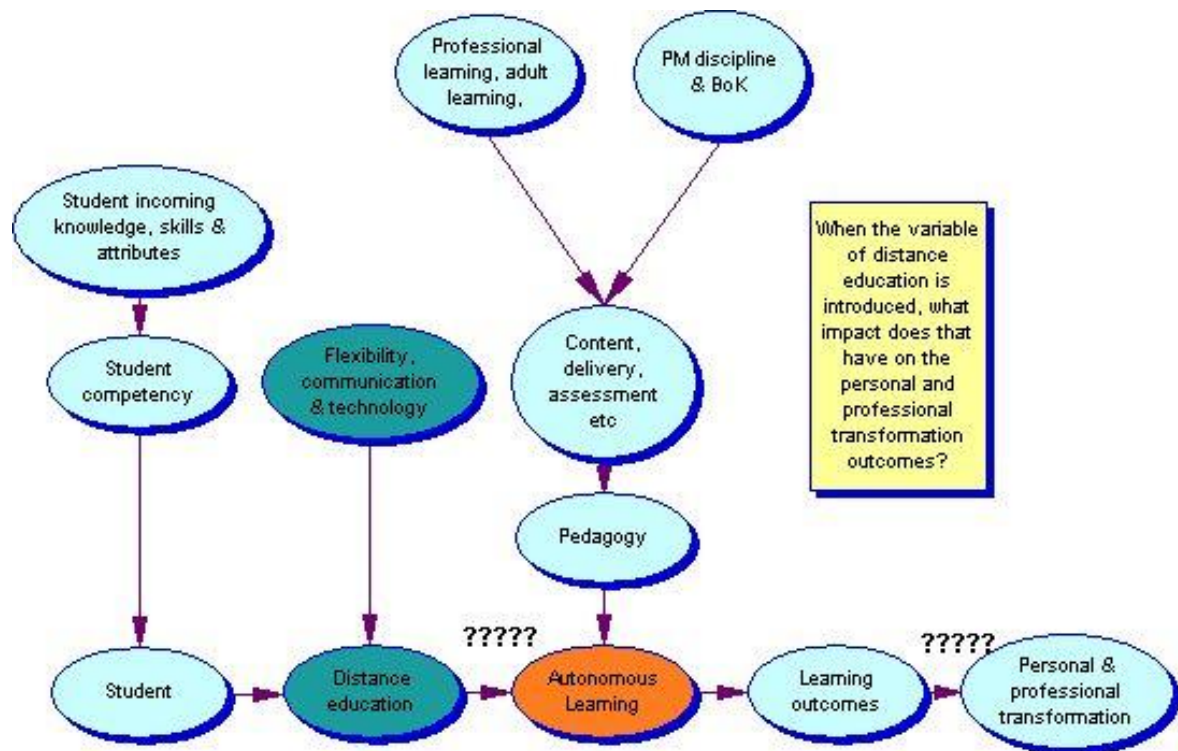 Professional
learning, adult
learning,
PM discipline
& BoK
Student incoming
knowledge, skills &
attributes
When the variable
of distance
education is
introduced, what
impact does that
have on the
personal and
professional
transformation
outcomes?
Student
competency
Flexibility,
communication
& technology
Content,
delivery,
assessment
etc
Pedagogy
?????
?????
Student
Distance
education
Autonomous
Learning
Learning
outcomes
Personal &
professional
transformation